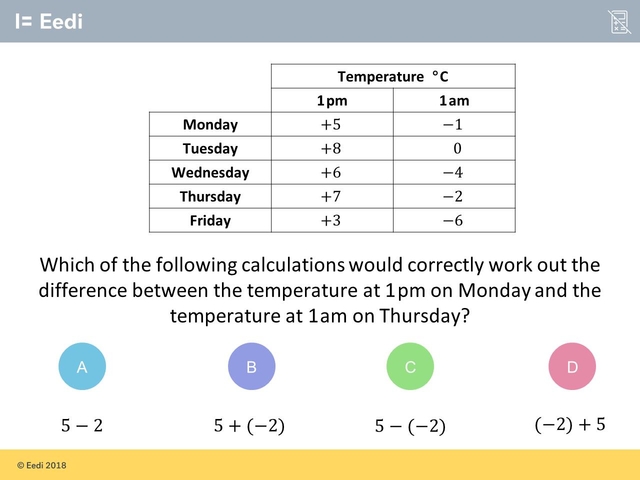 I= Eedi
Temperature °C
1pm 1am
Monday +5 −1
Tuesday +8 0
Wednesday +6 −4
Thursday +7 −2
Friday +3 −6
Which of the following calculations would correctly work out the
difference between the temperature at 1pm on Monday and the
temperature at 1am on Thursday?
A B C D
5 − 2 5 + (−2) 5 − (−2) (−2) + 5
© Eedi 2018